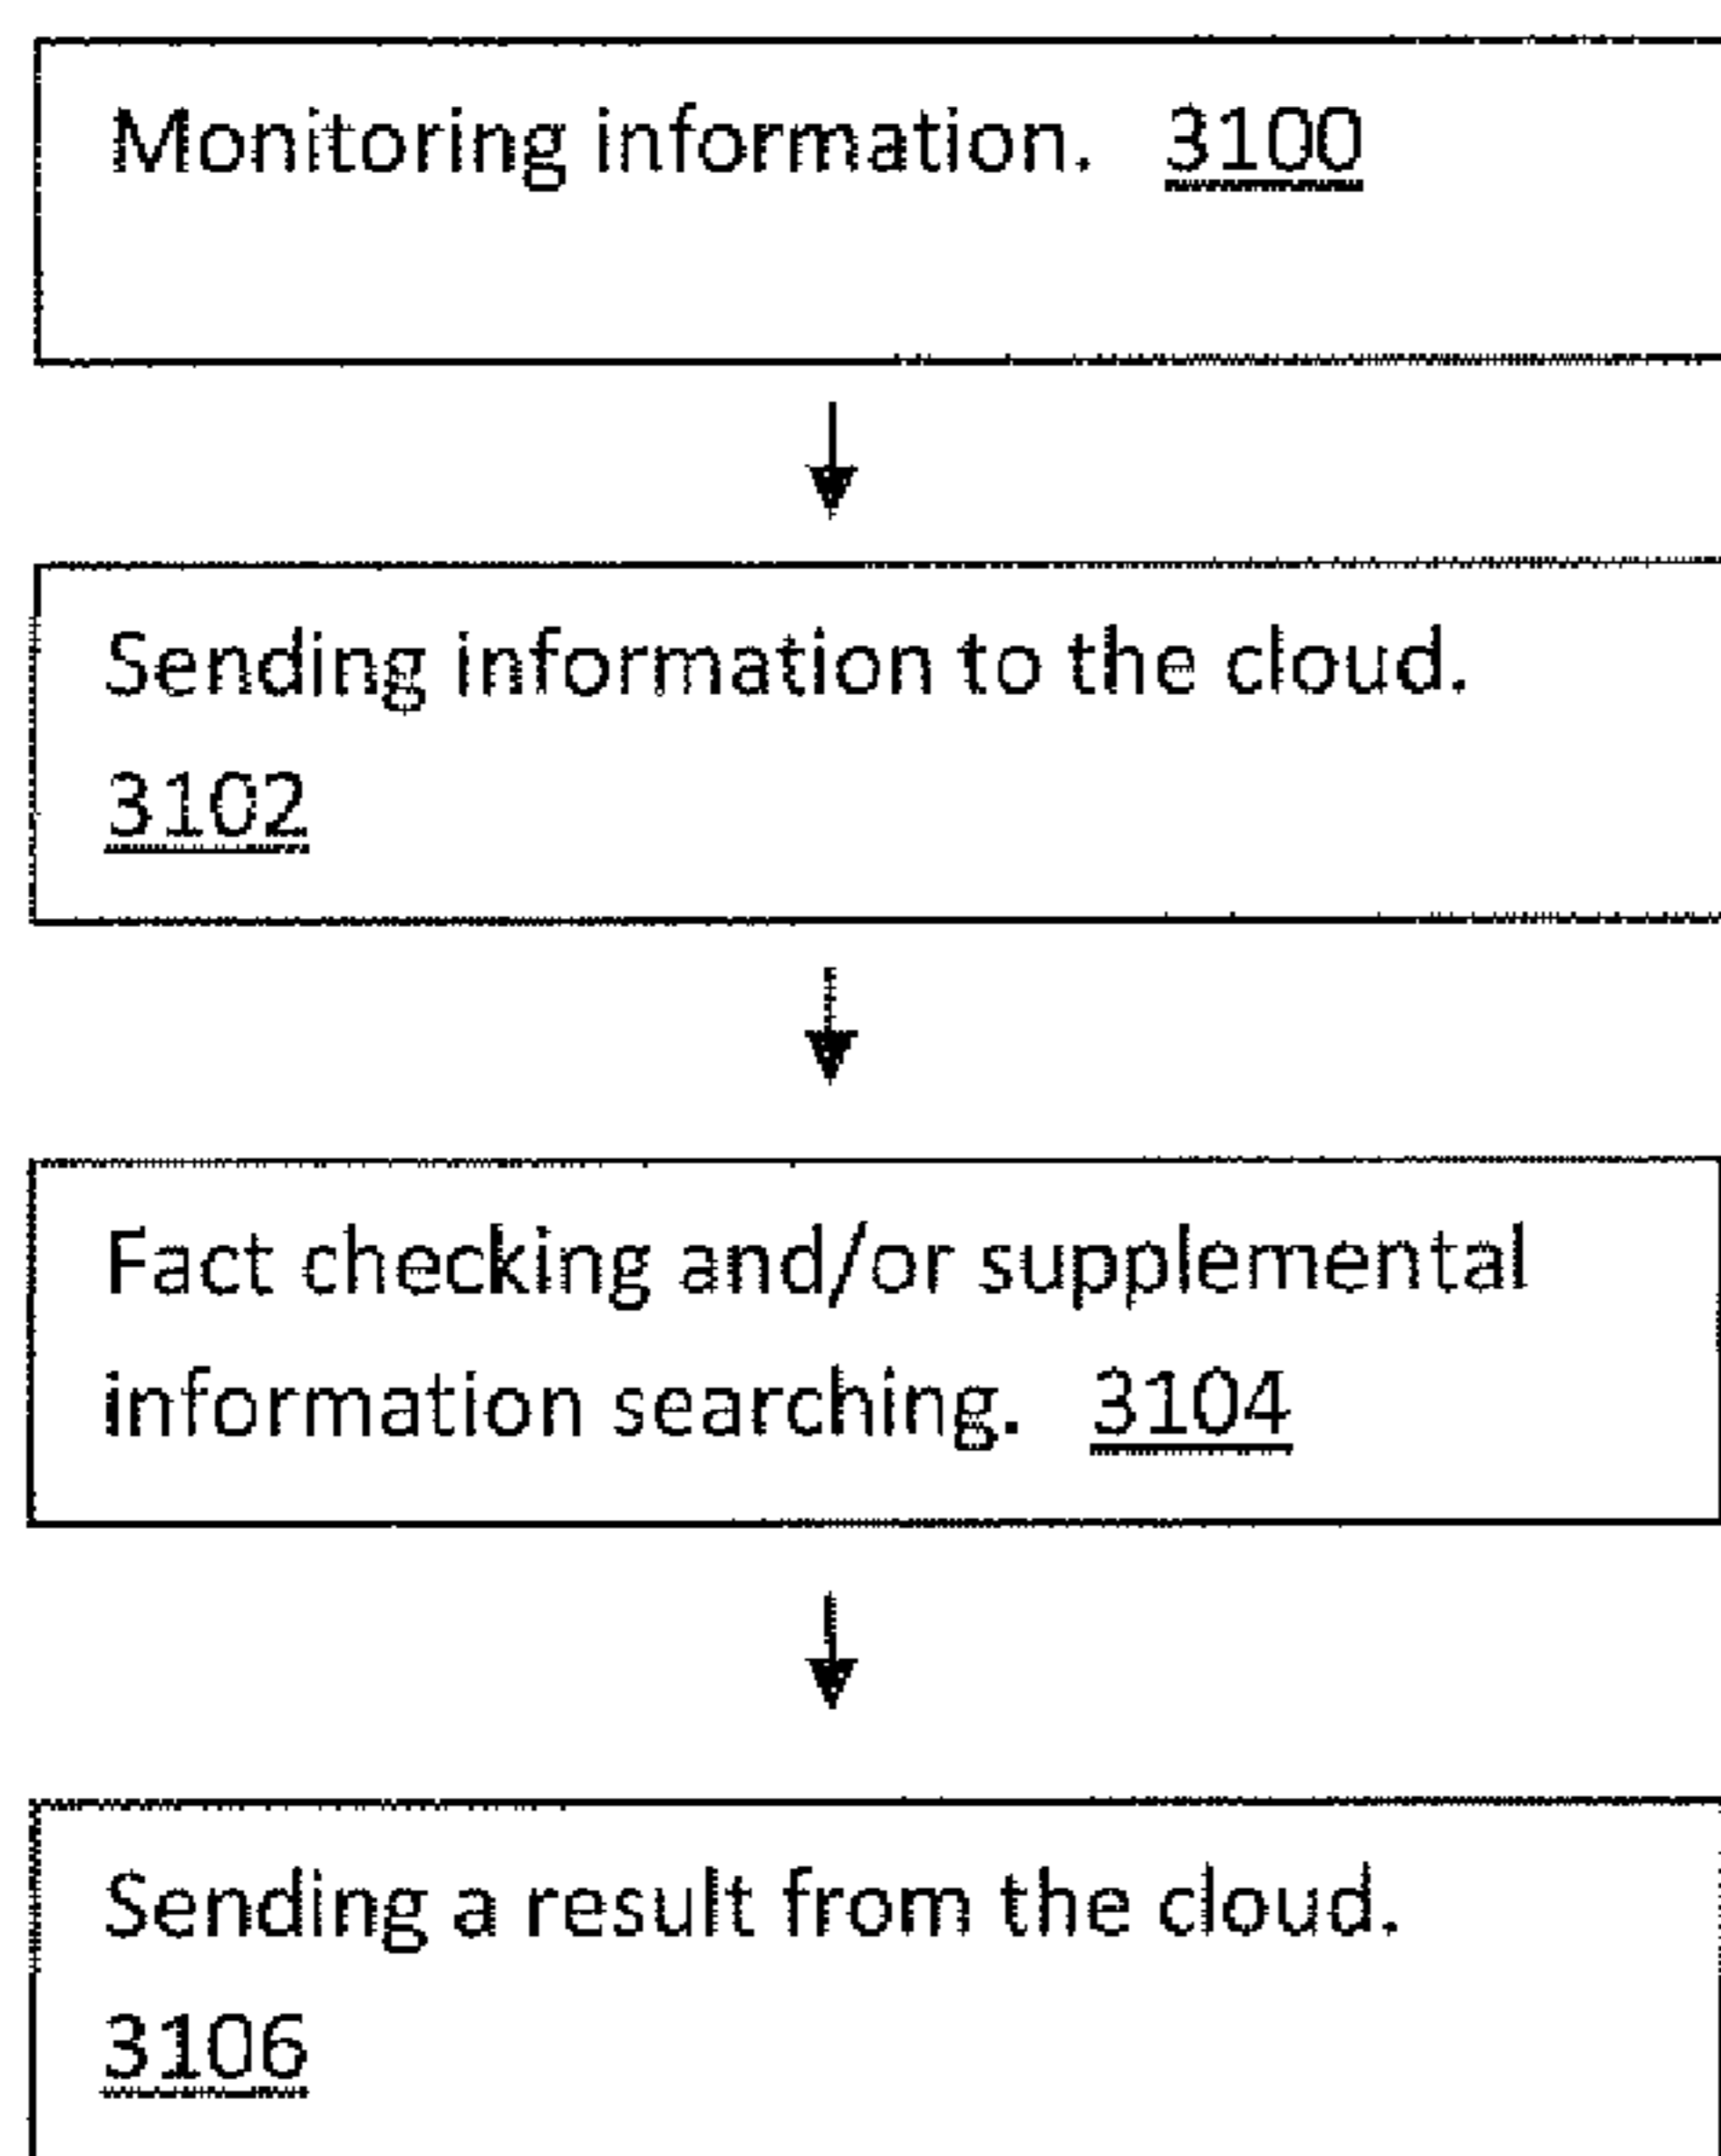 Monitoring information. 3100
Sending information to the cloud.
3102
Fact checking and/or supplemental
information searching. 3104
Sending a result from the cloud.
3106